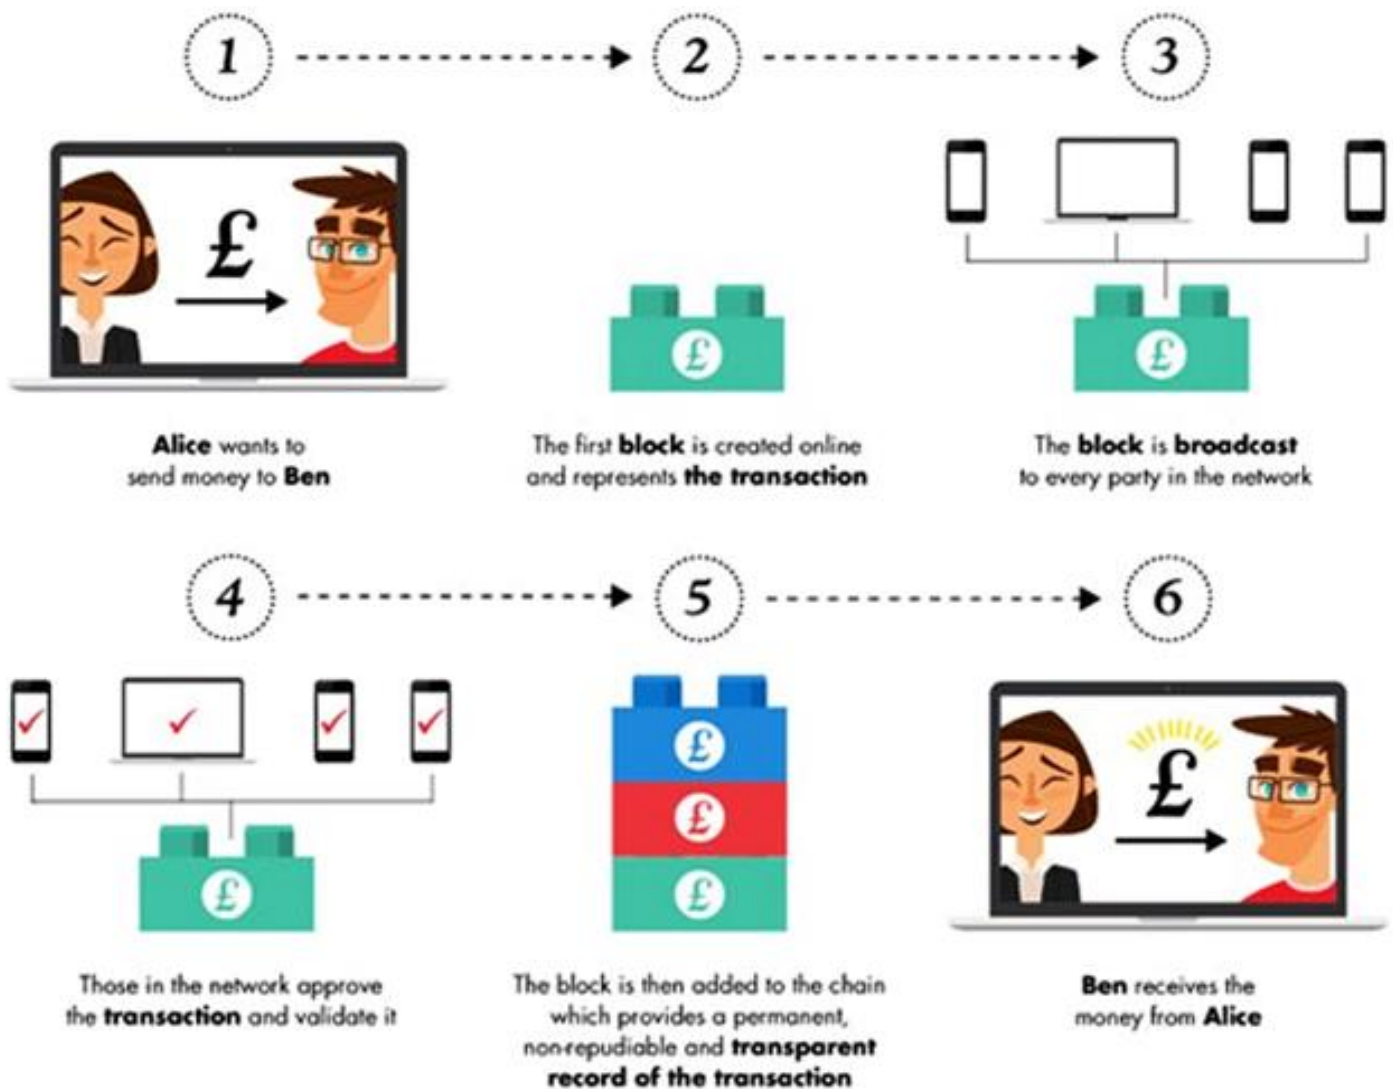 1
2
3
£
£
£
Alice wants to
send money to Ben
The first block is created online
and represents the transaction
The block is broadcast
to every party in the network
4
5
6
£
£
£
£
£
Those in the network approve
the transaction and validate it
The block is then added to the chain
which provides a permanent,
non-repudiable and transparent
record of the transaction
Ben receives the
money from Alice